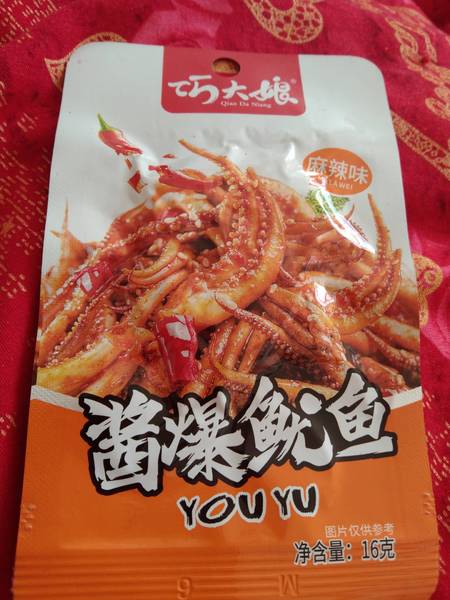 巧大娘®
Qiao Da Niang
麻辣味
酱爆鱿鱼
YOU YU
图片仅供参考
净含量：16克